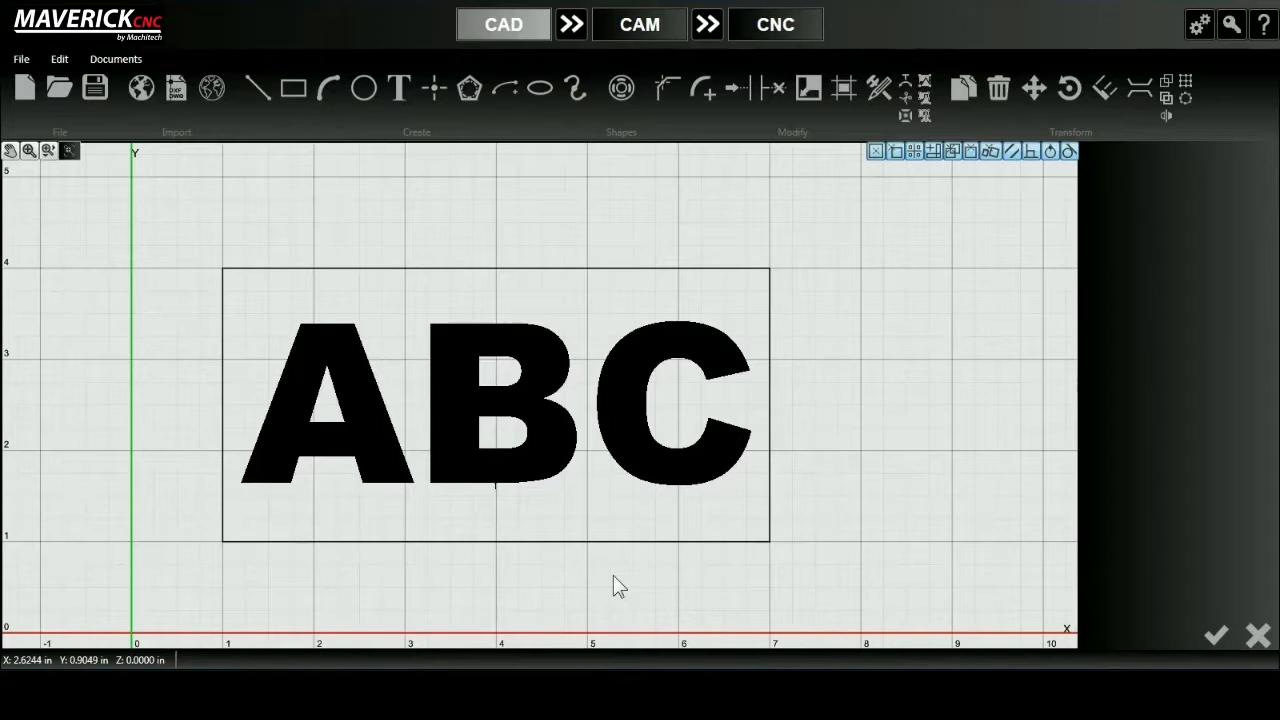 MAVERICK CNC
by Machitech
CAD CAM CNC
File Edit Documents
DXF
DWG
File Import Create Shapes Modify Transform
Y
5
4
ABC
3
2
1
0
X
-1 0 1 2 3 4 5 6 7 8 9 10
X: 2.6244 in Y: 0.9049 in Z: 0.0000 in